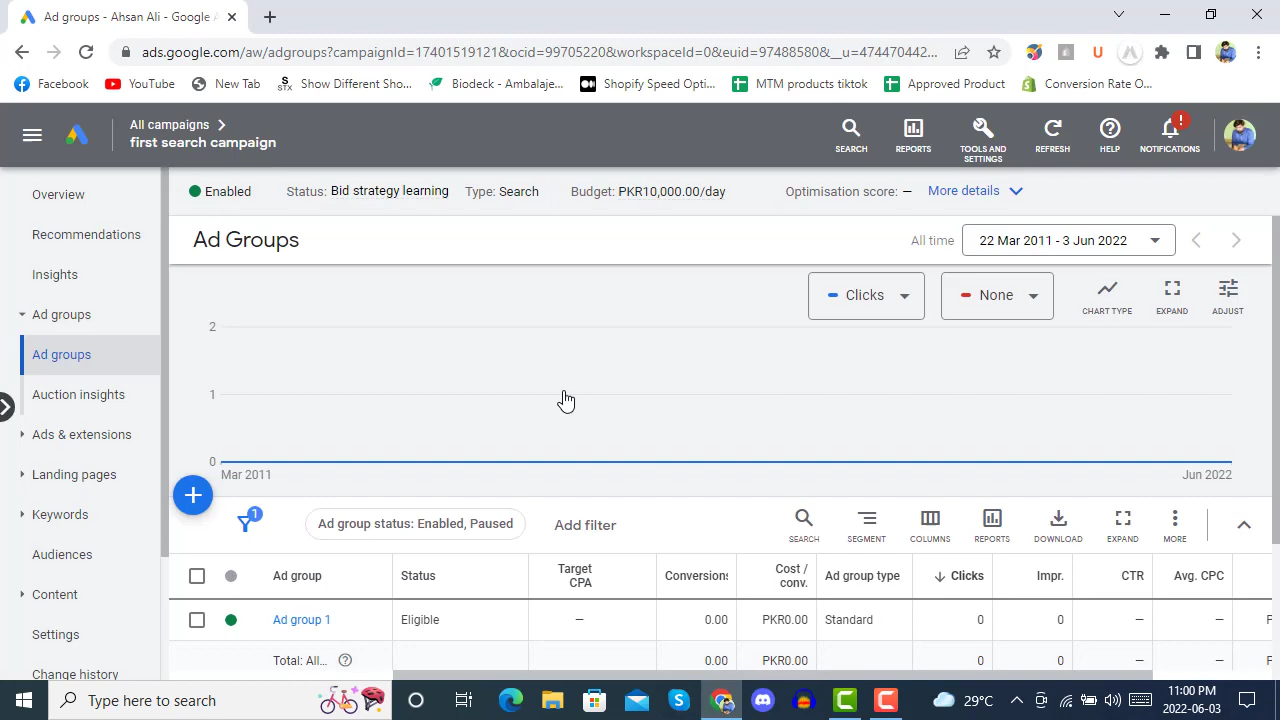 Ad groups - Ahsan Ali - Google
ads.google.com/aw/adgroups?campaignId=17401519121&ocid=99705220&workspaceId=0&euid=97488580&__u=474470442...
Facebook
YouTube
New Tab
STX
Show Different Sho...
Biodeck - Ambalaje...
Shopify Speed Opti...
MTM products tiktok
Approved Product
Conversion Rate O...
All campaigns
first search campaign
SEARCH
REPORTS
TOOLS AND
SETTINGS
REFRESH
HELP
NOTIFICATIONS
Overview
Recommendations
Insights
Ad groups
Ad groups
Auction insights
Ads & extensions
Landing pages
Keywords
Audiences
Content
Settings
Change history
Enabled
Status: Bid strategy learning
Type: Search
Budget: PKR10,000.00/day
Optimisation score: –
More details
Ad Groups
All time
22 Mar 2011 - 3 Jun 2022
Clicks
None
CHART TYPE
EXPAND
ADJUST
2
1
0
Mar 2011
Jun 2022
1
Ad group status: Enabled, Paused
Add filter
SEARCH
SEGMENT
COLUMNS
REPORTS
DOWNLOAD
EXPAND
MORE
Ad group
Status
Target
CPA
Conversions
Cost /
conv.
Ad group type
Clicks
Impr.
CTR
Avg. CPC
Ad group 1
Eligible
–
0.00
PKR0.00
Standard
0
0
–
–
Total: All...
0.00
PKR0.00
0
0
–
–
Type here to search
29°C
11:00 PM
2022-06-03